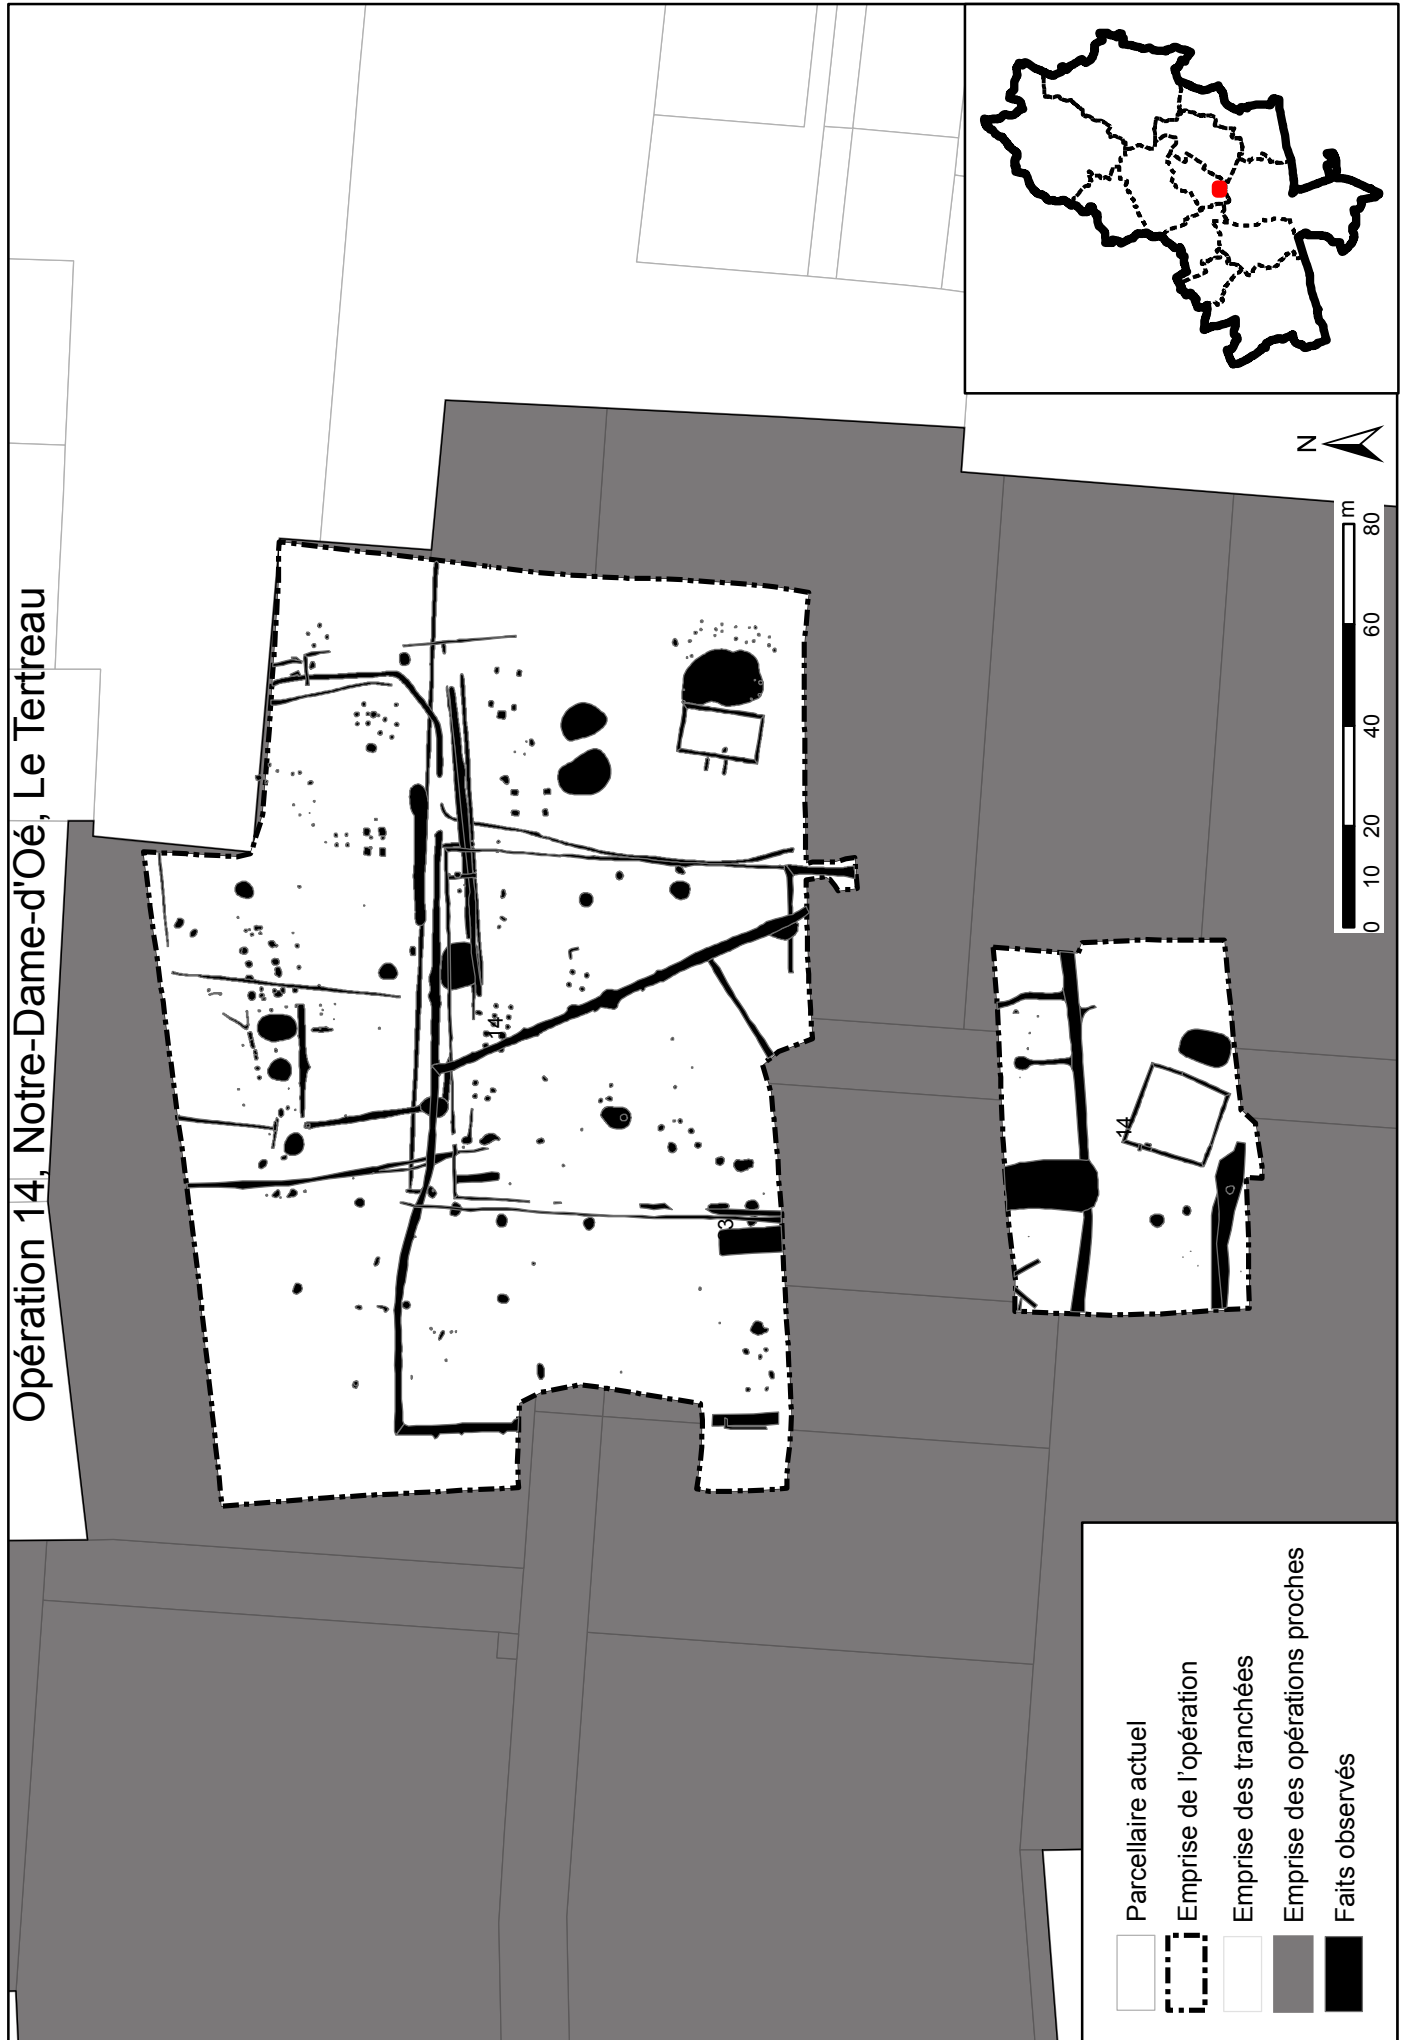 Opération 14, Notre-Dame-d'Oé, Le Tertreau
14
3
14
N
0 10 20 40 60 80 m
Parcellaire actuel
Emprise de l'opération
Emprise des tranchées
Emprise des opérations proches
Faits observés